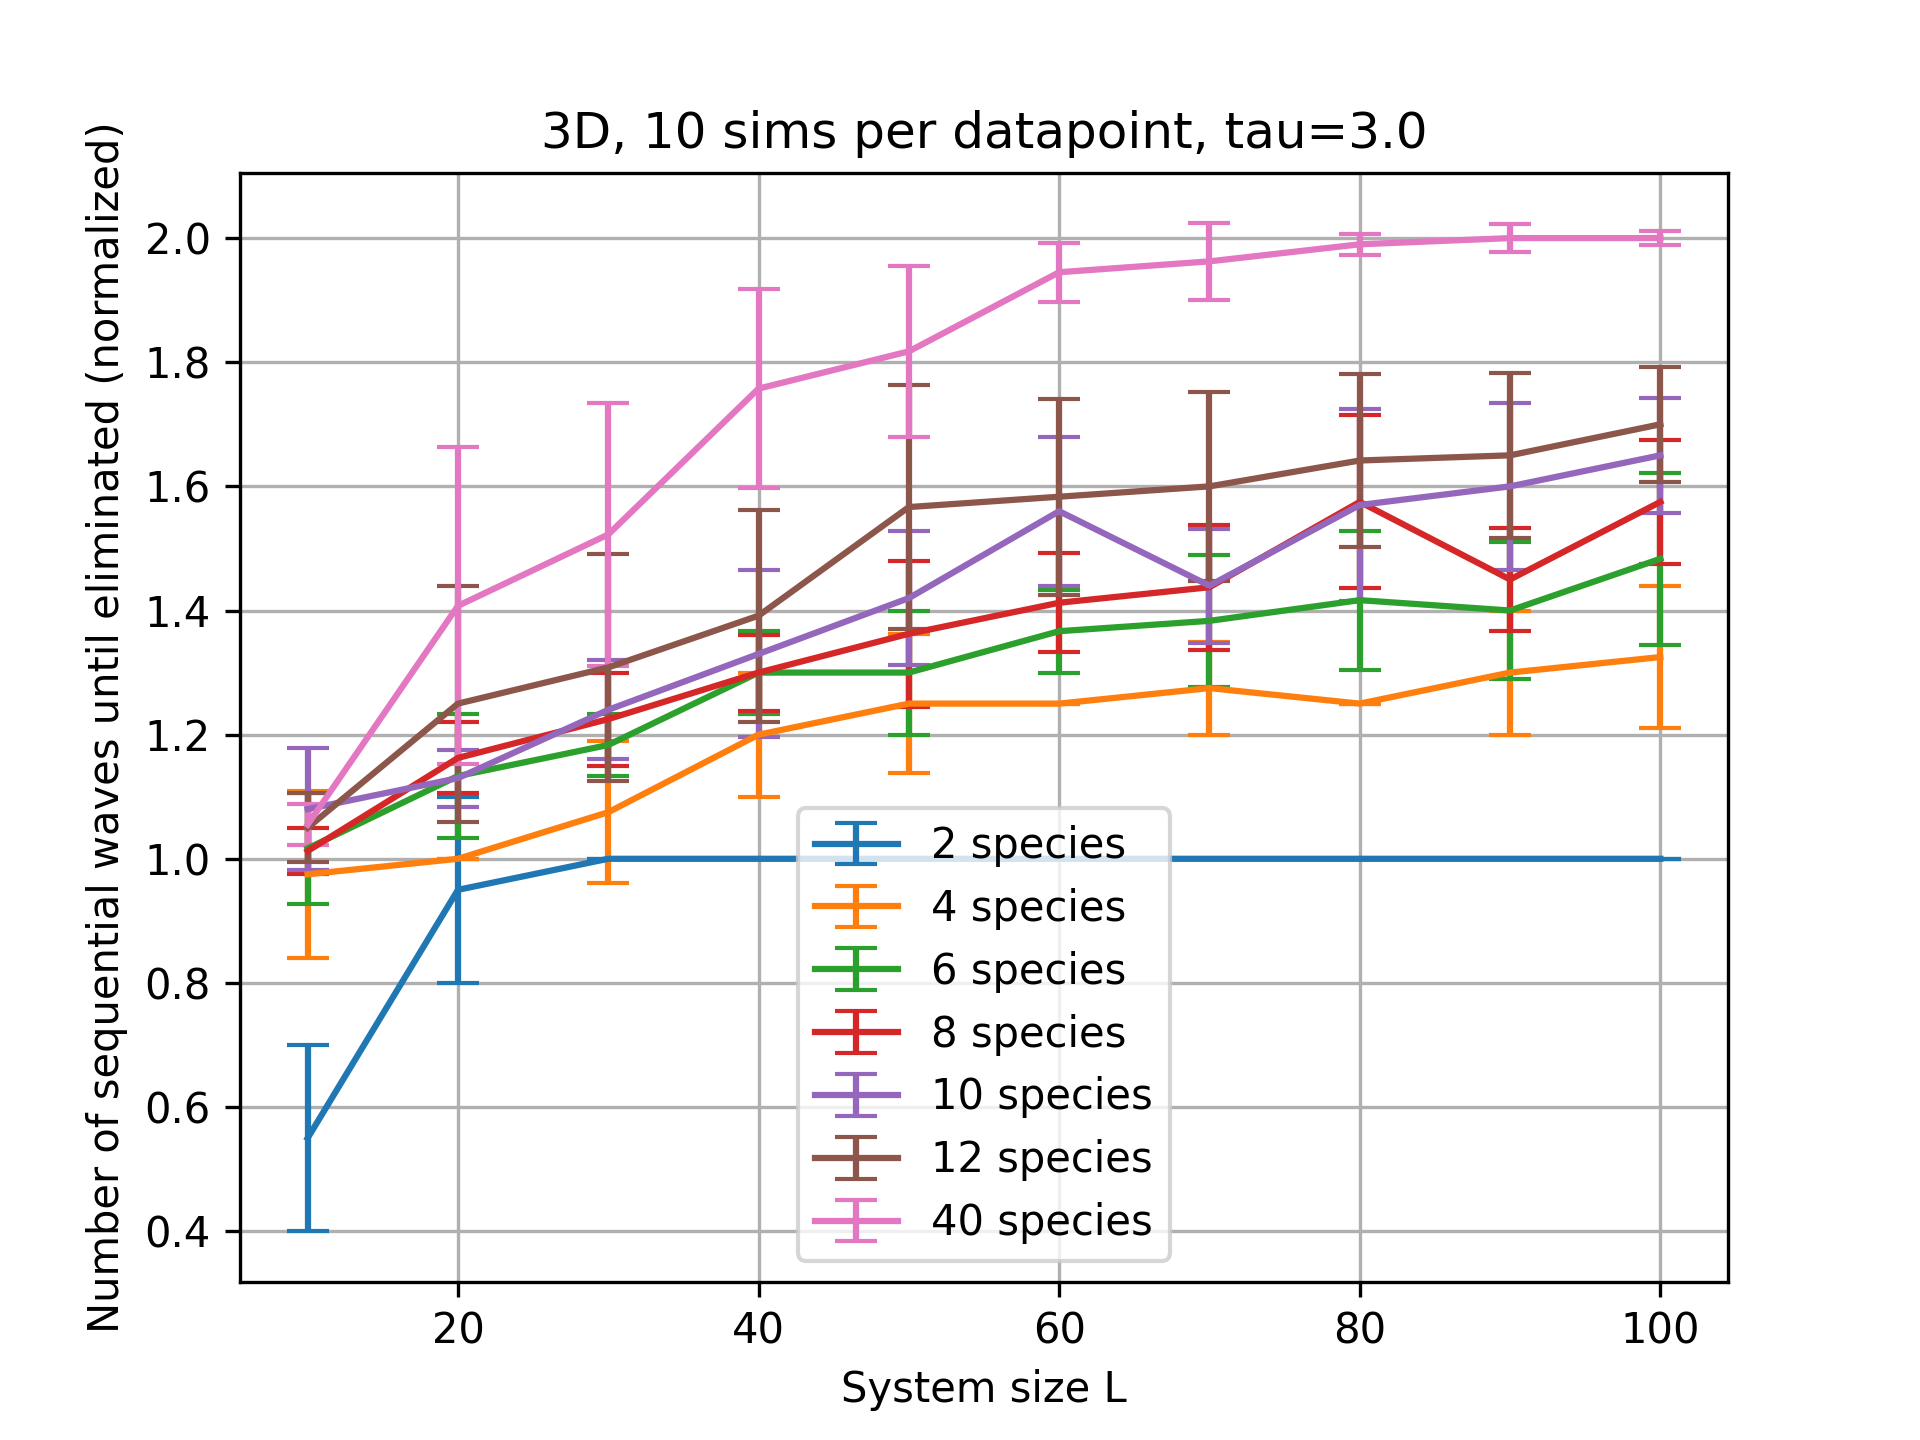 3D, 10 sims per datapoint, tau=3.0
Number of sequential waves until eliminated (normalized)
2.0
1.8
1.6
1.4
1.2
1.0
0.8
0.6
0.4
2 species
4 species
6 species
8 species
10 species
12 species
40 species
20
40
60
80
100
System size L